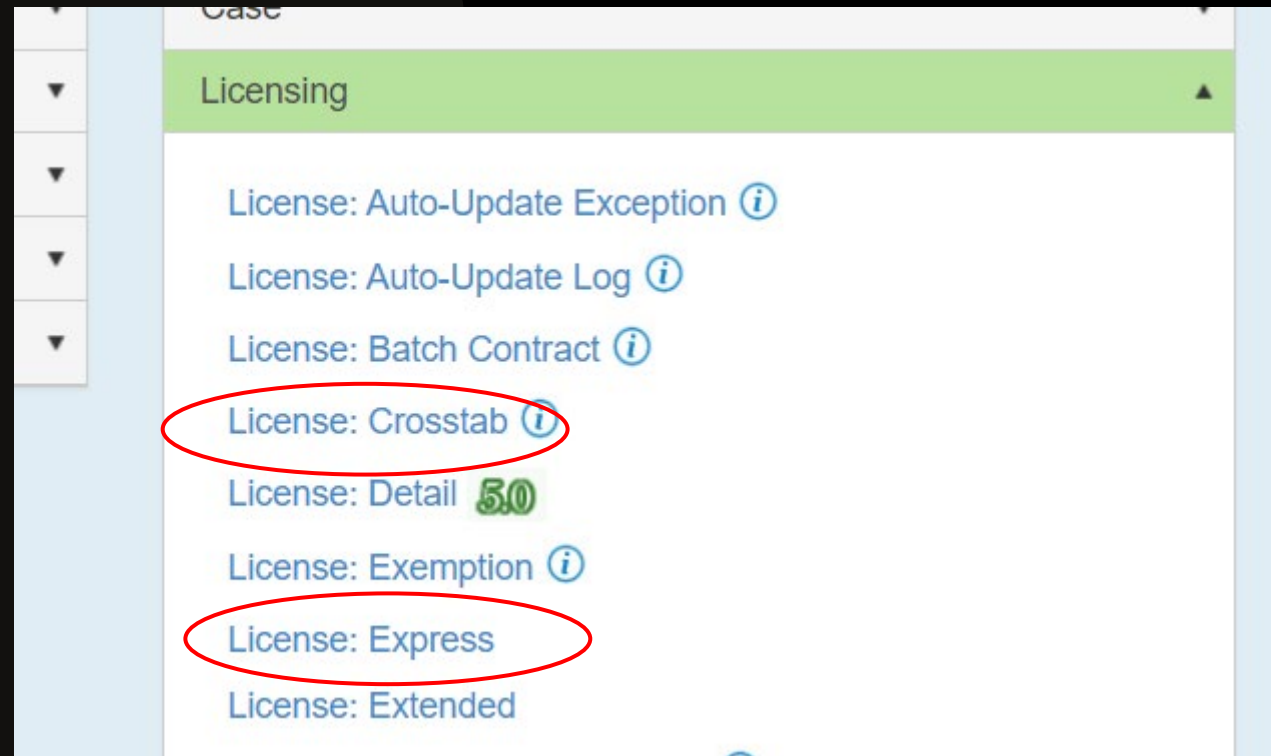 Case
Licensing
License: Auto-Update Exception
License: Auto-Update Log
License: Batch Contract
License: Crosstab
License: Detail 5.0
License: Exemption
License: Express
License: Extended